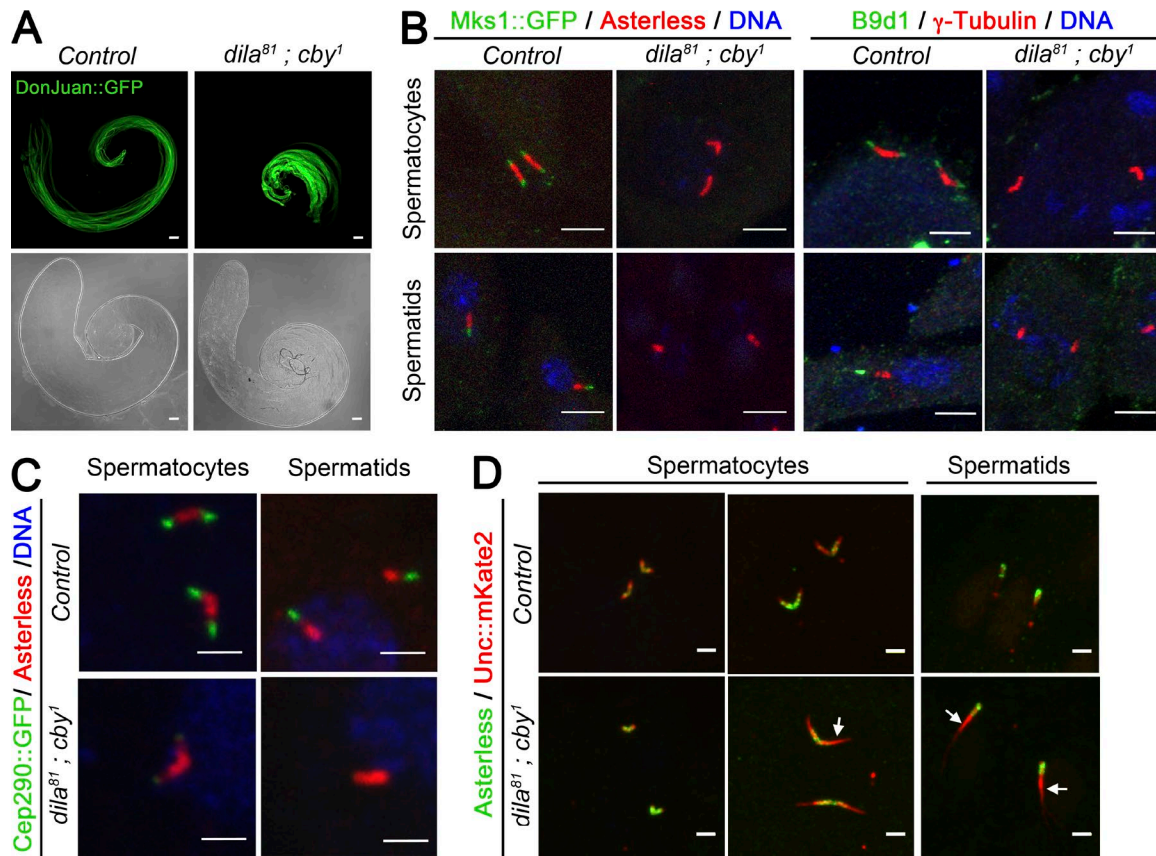 A
Control
dila81 ; cby1
DonJuan::GFP
B
Mks1::GFP / Asterless / DNA
B9d1 / γ-Tubulin / DNA
Control
dila81 ; cby1
Control
dila81 ; cby1
Spermatocytes
Spermatids
C
Spermatocytes
Spermatids
Cep290::GFP/ Asterless /DNA
Control
dila81 ; cby1
D
Spermatocytes
Spermatids
Asterless / Unc::mKate2
Control
dila81 ; cby1